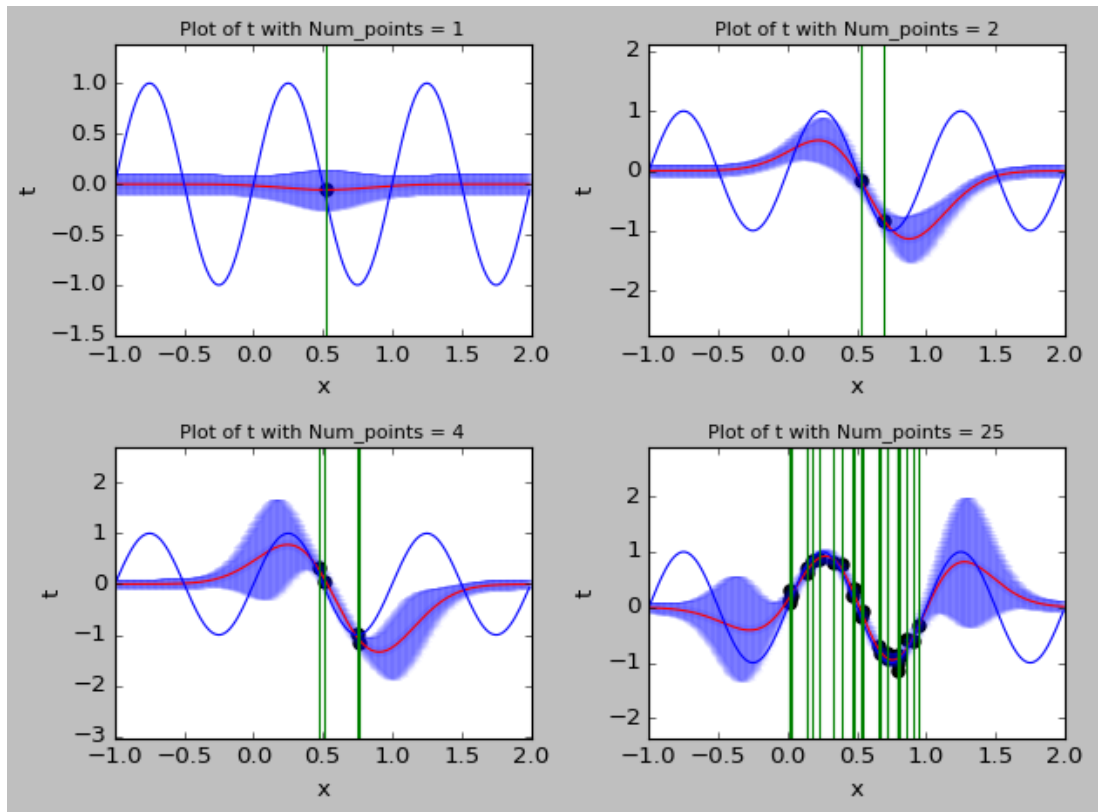 Plot of t with Num_points = 1
1.0
0.5
0.0
−0.5
−1.0
−1.5
t
−1.0 −0.5 0.0 0.5 1.0 1.5 2.0
x
Plot of t with Num_points = 2
2
1
0
−1
−2
t
−1.0 −0.5 0.0 0.5 1.0 1.5 2.0
x
Plot of t with Num_points = 4
2
1
0
−1
−2
−3
t
−1.0 −0.5 0.0 0.5 1.0 1.5 2.0
x
Plot of t with Num_points = 25
2
1
0
−1
−2
t
−1.0 −0.5 0.0 0.5 1.0 1.5 2.0
x